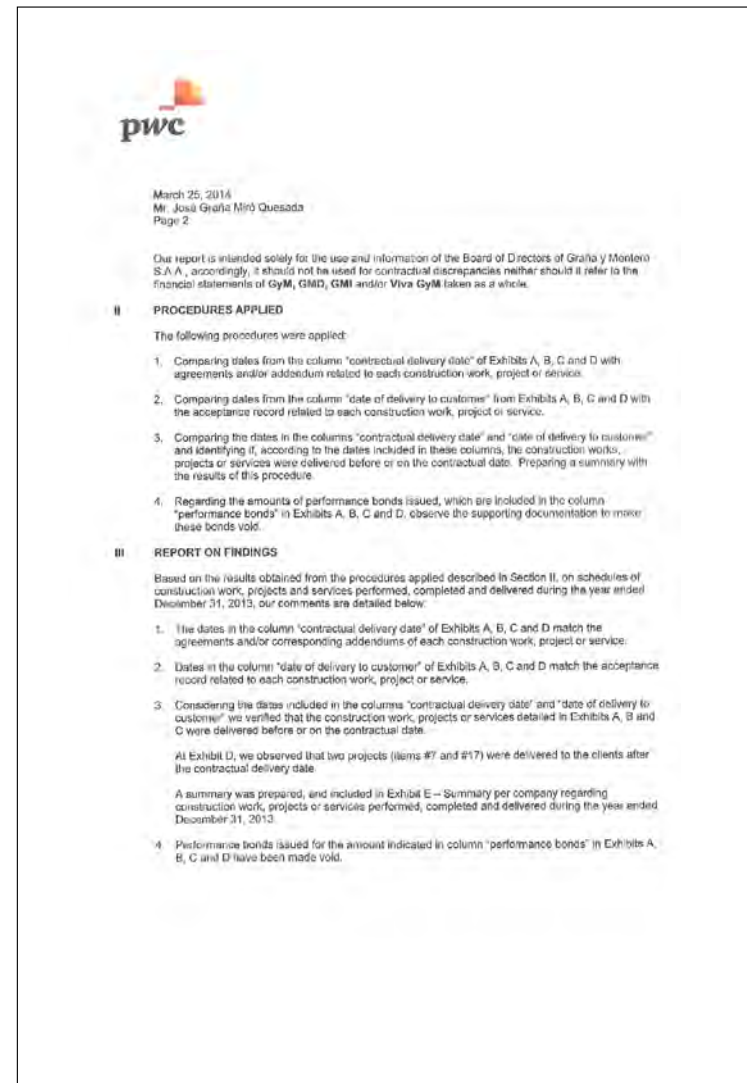 pwc
March 25, 2014
Mr. José Graña Miró Quesada
Page 2
Our report is intended solely for the use and information of the Board of Directors of Graña y Montero
S.A.A., accordingly, it should not be used for contractual discrepancies neither should it refer to the
financial statements of GyM, GMD, GMI and/or Viva GyM taken as a whole.
II PROCEDURES APPLIED
The following procedures were applied:
1. Comparing dates from the column "contractual delivery date" of Exhibits A, B, C and D with
agreements and/or addendum related to each construction work, project or service.
2. Comparing dates from the column "date of delivery to customer" from Exhibits A, B, C and D with
the acceptance record related to each construction work, project or service.
3. Comparing the dates in the columns "contractual delivery date" and "date of delivery to customer"
and identifying if, according to the dates included in these columns, the construction works,
projects or services were delivered before or on the contractual date. Preparing a summary with
the results of this procedure.
4. Regarding the amounts of performance bonds issued, which are included in the column
"performance bonds" in Exhibits A, B, C and D, observe the supporting documentation to make
these bonds void.
III REPORT ON FINDINGS
Based on the results obtained from the procedures applied described in Section II, on schedules of
construction work, projects and services performed, completed and delivered during the year ended
December 31, 2013, our comments are detailed below:
1. The dates in the column "contractual delivery date" of Exhibits A, B, C and D match the
agreements and/or corresponding addendums of each construction work, project or service.
2. Dates in the column "date of delivery to customer" of Exhibits A, B, C and D match the acceptance
record related to each construction work, project or service.
3. Considering the dates included in the columns "contractual delivery date" and "date of delivery to
customer" we verified that the construction work, projects or services detailed in Exhibits A, B and
C were delivered before or on the contractual date.
At Exhibit D, we observed that two projects (items #7 and #17) were delivered to the clients after
the contractual delivery date.
A summary was prepared, and included in Exhibit E – Summary per company regarding
construction work, projects or services performed, completed and delivered during the year ended
December 31, 2013.
4. Performance bonds issued for the amount indicated in column "performance bonds" in Exhibits A,
B, C and D have been made void.